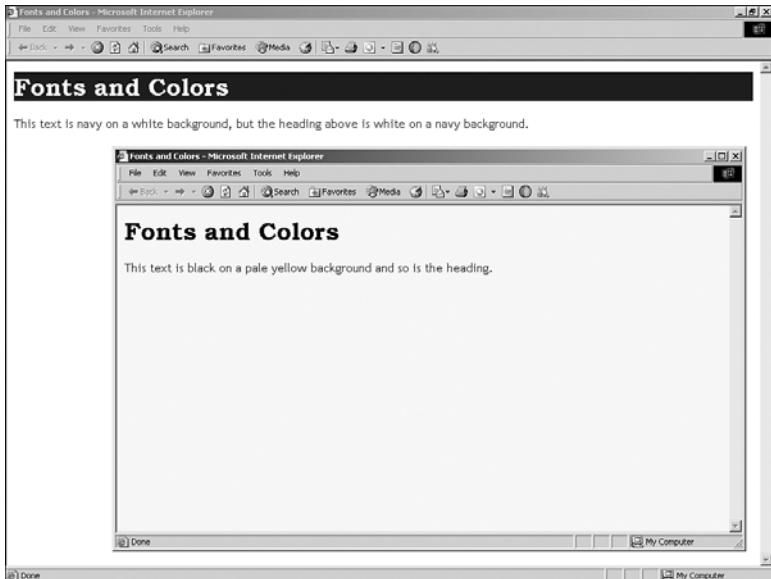 Fonts and Colors - Microsoft Internet Explorer
File Edit View Favorites Tools Help
Back Search Favorites Media
Fonts and Colors
This text is navy on a white background, but the heading above is white on a navy background.
Fonts and Colors - Microsoft Internet Explorer
File Edit View Favorites Tools Help
Back Search Favorites Media
Fonts and Colors
This text is black on a pale yellow background and so is the heading.
Done My Computer
Done My Computer